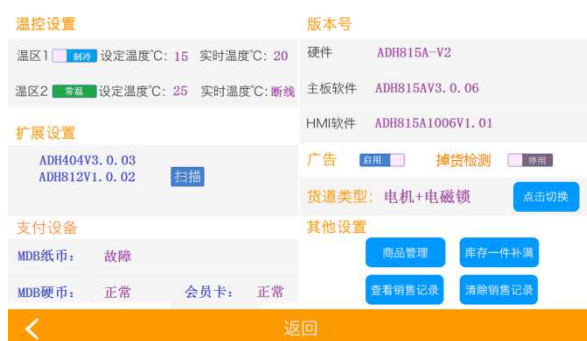 温控设置
温区1 制冷 设定温度℃: 15 实时温度℃: 20
温区2 常温 设定温度℃: 25 实时温度℃: 断线
扩展设置
ADH404V3.0.03
ADH812V1.0.02
扫描
支付设备
MDB纸币: 故障
MDB硬币: 正常 会员卡: 正常
版本号
硬件 ADH815A-V2
主板软件 ADH815AV3.0.06
HMI软件 ADH815A1006V1.01
广告 启用 掉货检测 停用
货道类型: 电机+电磁锁 点击切换
其他设置
商品管理 库存一件补满
查看销售记录 清除销售记录
返回